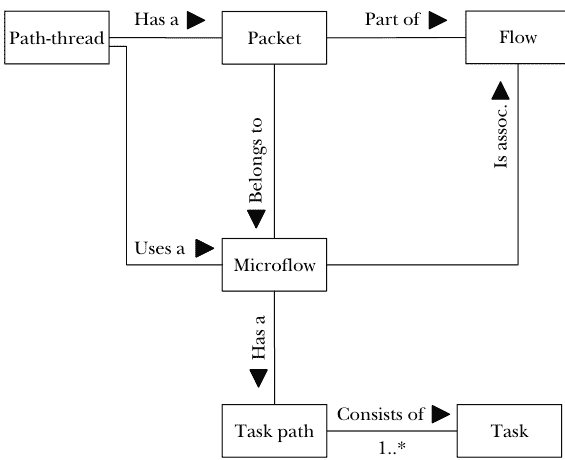 Has a
Part of
Path-thread
Packet
Flow
Belongs to
Is assoc.
Uses a
Microflow
Has a
Consists of
Task path
Task
1..*